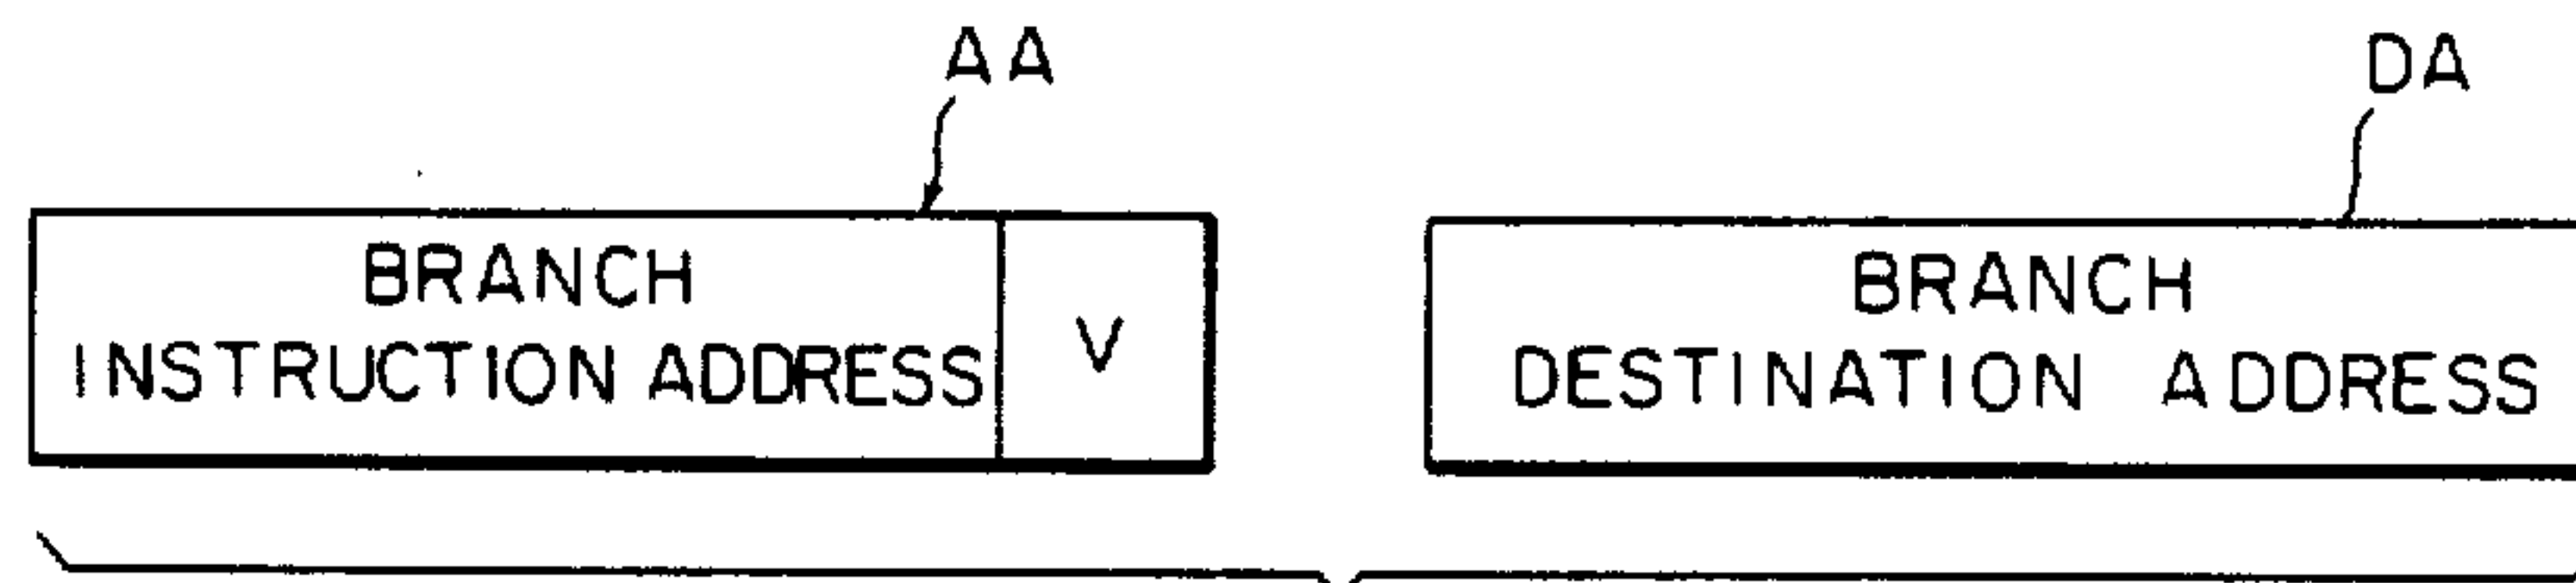 AA
DA
BRANCH
INSTRUCTION ADDRESS
V
BRANCH
DESTINATION ADDRESS